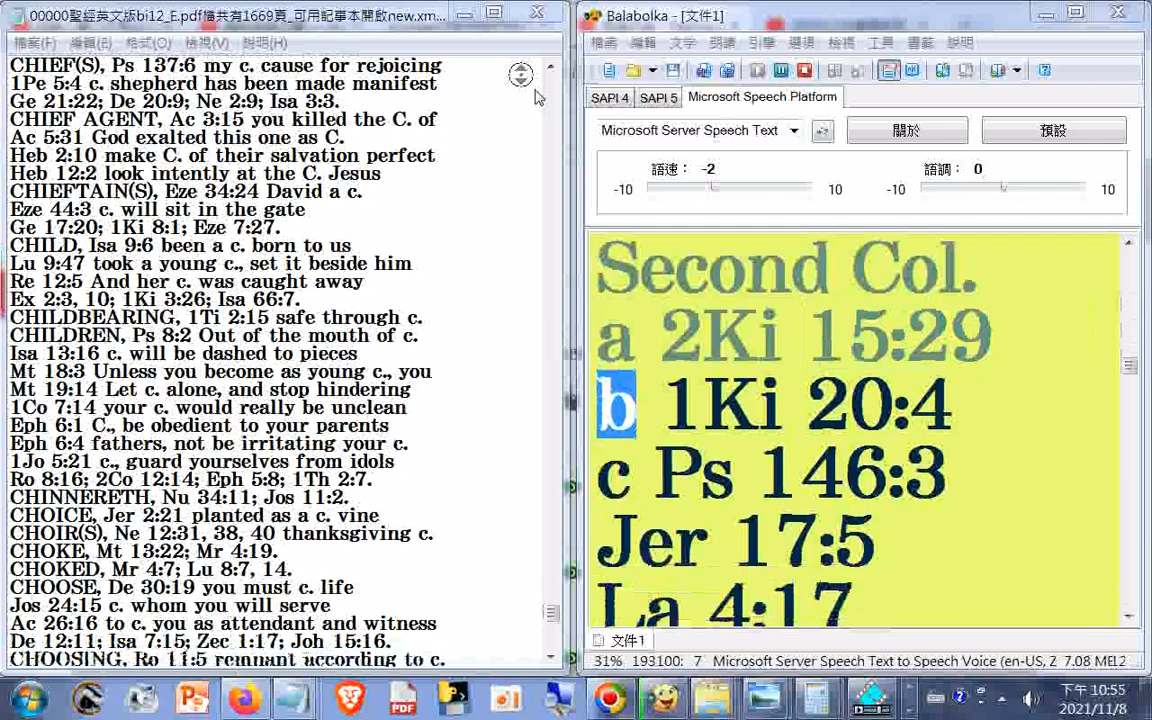 00000聖經英文版bi12_E.pdf檔共有1669頁_可用記事本開啟new.xm...
檔案(F) 編輯(E) 格式(O) 檢視(V) 說明(H)
CHIEF(S), Ps 137:6 my c. cause for rejoicing
1Pe 5:4 c. shepherd has been made manifest
Ge 21:22; De 20:9; Ne 2:9; Isa 3:3.
CHIEF AGENT, Ac 3:15 you killed the C. of
Ac 5:31 God exalted this one as C.
Heb 2:10 make C. of their salvation perfect
Heb 12:2 look intently at the C. Jesus
CHIEFTAIN(S), Eze 34:24 David a c.
Eze 44:3 c. will sit in the gate
Ge 17:20; 1Ki 8:1; Eze 7:27.
CHILD, Isa 9:6 been a c. born to us
Lu 9:47 took a young c., set it beside him
Re 12:5 And her c. was caught away
Ex 2:3, 10; 1Ki 3:26; Isa 66:7.
CHILDBEARING, 1Ti 2:15 safe through c.
CHILDREN, Ps 8:2 Out of the mouth of c.
Isa 13:16 c. will be dashed to pieces
Mt 18:3 Unless you become as young c., you
Mt 19:14 Let c. alone, and stop hindering
1Co 7:14 your c. would really be unclean
Eph 6:1 C., be obedient to your parents
Eph 6:4 fathers, not be irritating your c.
1Jo 5:21 c., guard yourselves from idols
Ro 8:16; 2Co 12:14; Eph 5:8; 1Th 2:7.
CHINNERETH, Nu 34:11; Jos 11:2.
CHOICE, Jer 2:21 planted as a c. vine
CHOIR(S), Ne 12:31, 38, 40 thanksgiving c.
CHOKE, Mt 13:22; Mr 4:19.
CHOKED, Mr 4:7; Lu 8:7, 14.
CHOOSE, De 30:19 you must c. life
Jos 24:15 c. whom you will serve
Ac 26:16 to c. you as attendant and witness
De 12:11; Isa 7:15; Zec 1:17; Joh 15:16.
CHOOSING, Ro 11:5 remnant according to c.
Balabolka - [文件1]
檔案 編輯 文字 朗讀 引擎 選項 檢視 工具 書籤 說明
SAPI 4 SAPI 5 Microsoft Speech Platform
Microsoft Server Speech Text 關於 預設
語速： -2 語調： 0
-10 10 -10 10
Second Col.
a 2Ki 15:29
b 1Ki 20:4
c Ps 146:3
Jer 17:5
La 4:17
文件1
31% 193100: 7 Microsoft Server Speech Text to Speech Voice (en-US, Z 7.08 ME12
PDF
下午 10:55
2021/11/8